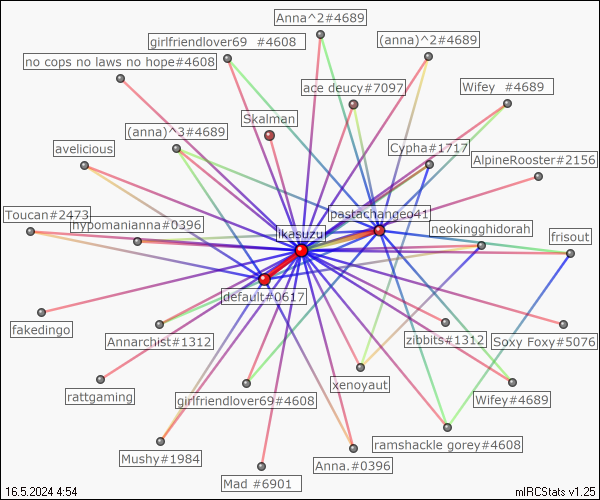 Anna^2#4689
girlfriendlover69 #4608
(anna)^2#4689
no cops no laws no hope#4608
ace deucy#7097
Wifey #4689
Skalman
(anna)^3#4689
Cypha#1717
avelicious
AlpineRooster#2156
Toucan#2473
pastachangeo41
hypomanianna#0396
ikasuzu
neokingghidorah
frisout
default#0617
fakedingo
Annarchist#1312
zibbits#1312
Soxy Foxy#5076
xenoyaut
rattgaming
girlfriendlover69#4608
Wifey#4689
ramshackle gorey#4608
Mushy#1984
Anna.#0396
Mad #6901
16.5.2024 4:54
mIRCStats v1.25